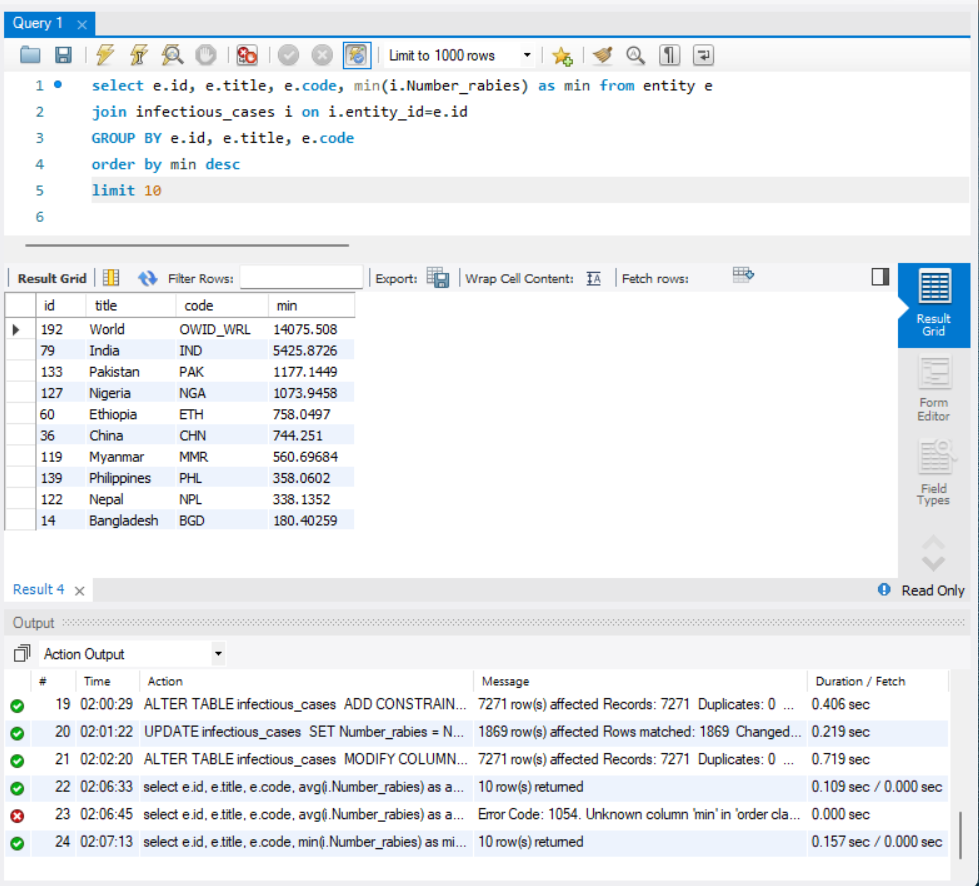 Query 1
Limit to 1000 rows
1 select e.id, e.title, e.code, min(i.Number_rabies) as min from entity e
2 join infectious_cases i on i.entity_id=e.id
3 GROUP BY e.id, e.title, e.code
4 order by min desc
5 limit 10
6
Result Grid Filter Rows: Export: Wrap Cell Content: Fetch rows:
id title code min
192 World OWID_WRL 14075.508
79 India IND 5425.8726
133 Pakistan PAK 1177.1449
127 Nigeria NGA 1073.9458
60 Ethiopia ETH 758.0497
36 China CHN 744.251
119 Myanmar MMR 560.69684
139 Philippines PHL 358.0602
122 Nepal NPL 338.1352
14 Bangladesh BGD 180.40259
Result
Grid
Form
Editor
Field
Types
Result 4 Read Only
Output
Action Output
# Time Action Message Duration / Fetch
19 02:00:29 ALTER TABLE infectious_cases ADD CONSTRAIN... 7271 row(s) affected Records: 7271 Duplicates: 0 ... 0.406 sec
20 02:01:22 UPDATE infectious_cases SET Number_rabies = N... 1869 row(s) affected Rows matched: 1869 Changed... 0.219 sec
21 02:02:20 ALTER TABLE infectious_cases MODIFY COLUMN... 7271 row(s) affected Records: 7271 Duplicates: 0 ... 0.719 sec
22 02:06:33 select e.id, e.title, e.code, avg(i.Number_rabies) as a... 10 row(s) returned 0.109 sec / 0.000 sec
23 02:06:45 select e.id, e.title, e.code, avg(i.Number_rabies) as a... Error Code: 1054. Unknown column 'min' in 'order cla... 0.000 sec
24 02:07:13 select e.id, e.title, e.code, min(i.Number_rabies) as mi... 10 row(s) returned 0.157 sec / 0.000 sec